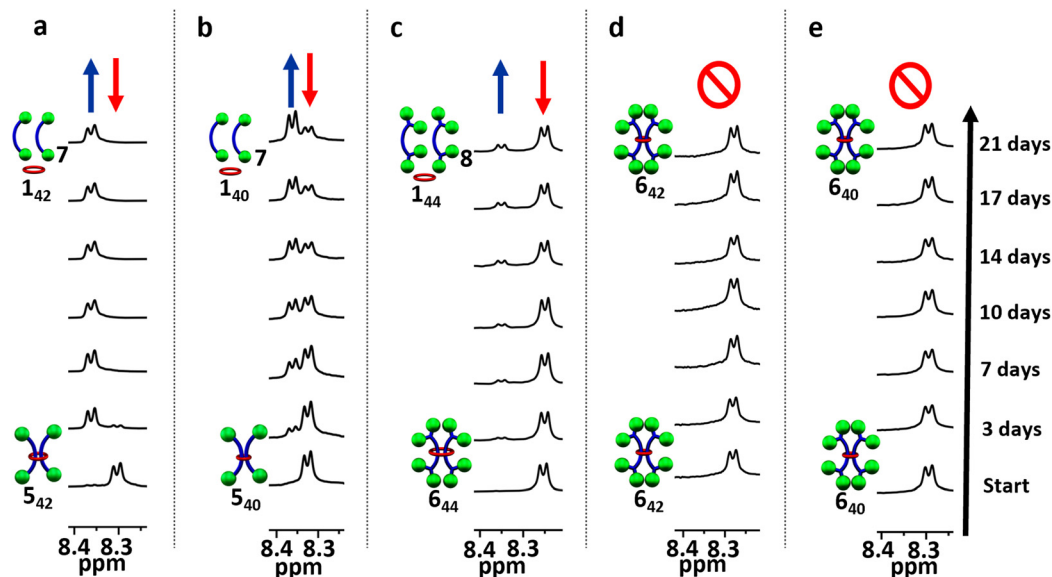 a
b
c
d
e
7
1₄₂
7
1₄₀
8
1₄₄
6₄₂
6₄₀
21 days
17 days
14 days
10 days
7 days
3 days
Start
5₄₂
5₄₀
6₄₄
6₄₂
6₄₀
8.4 8.3
ppm
8.4 8.3
ppm
8.4 8.3
ppm
8.4 8.3
ppm
8.4 8.3
ppm